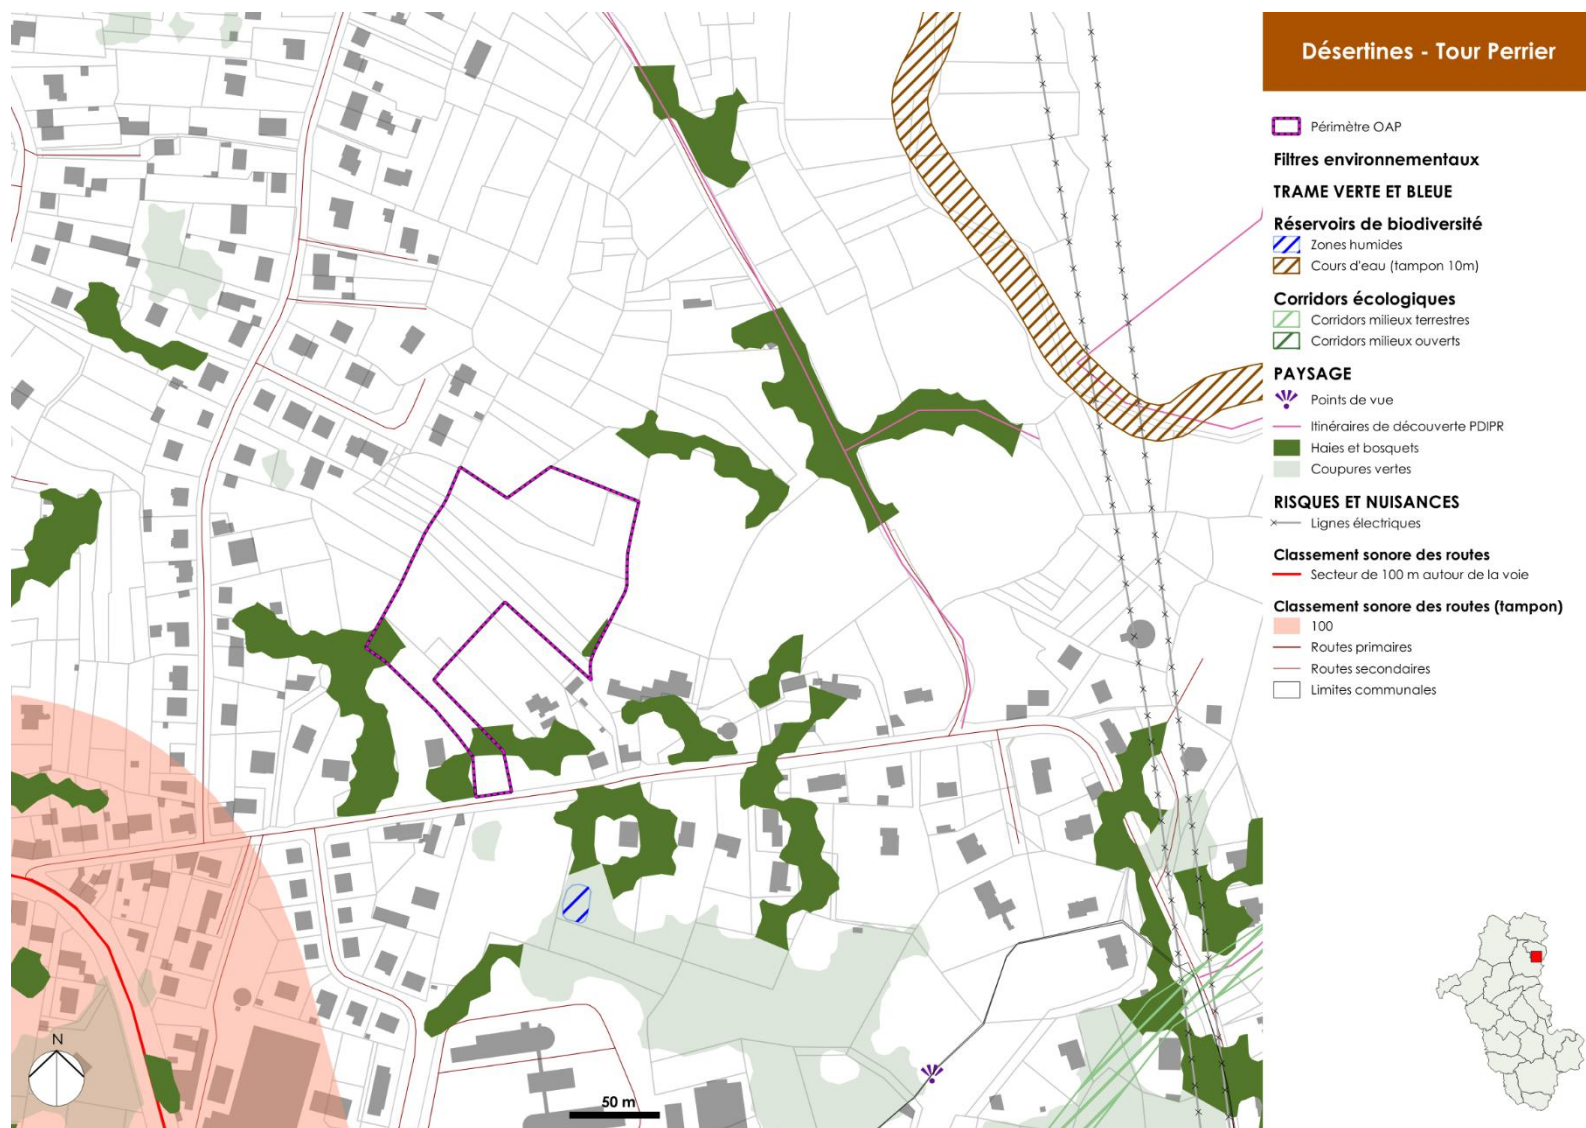 Désertines - Tour Perrier
Périmètre OAP
Filtres environnementaux
TRAME VERTE ET BLEUE
Réservoirs de biodiversité
Zones humides
Cours d'eau (tampon 10m)
Corridors écologiques
Corridors milieux terrestres
Corridors milieux ouverts
PAYSAGE
Points de vue
Itinéraires de découverte PDIPR
Haies et bosquets
Coupures vertes
RISQUES ET NUISANCES
Lignes électriques
Classement sonore des routes
Secteur de 100 m autour de la voie
Classement sonore des routes (tampon)
100
Routes primaires
Routes secondaires
Limites communales
N
50 m